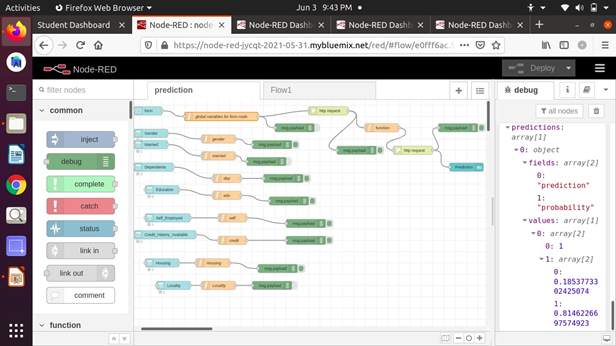 Activities
Firefox Web Browser
Jun 3 9:43 PM
Student Dashboard
Node-RED : node-
Node-RED Dashb
Node-RED Dashb
Node-RED Dashb
https://node-red-jycqt-2021-05-31.mybluemix.net/red/#flow/e0fff6ac.
Node-RED
Deploy
filter nodes
prediction
Flow1
debug
all nodes
common
inject
debug
complete
catch
status
link in
link out
comment
function
form
global variables for form node
http request
msg.payload
function
msg.payload
Gender
gender
Married
msg.payload
msg.payload
http request
married
msg.payload
Prediction
Dependents
dep
msg.payload
Education
edu
msg.payload
Self_Employed
self
msg.payload
Credit_History_Available
credit
msg.payload
Housing
Housing
msg.payload
Locality
Locality
msg.payload
predictions:
array[1]
0: object
fields: array[2]
0:
"prediction"
1:
"probability"
values: array[1]
0: array[2]
0: 1
1: array[2]
0:
0.18537733
02425074
1:
0.81462266
97574923